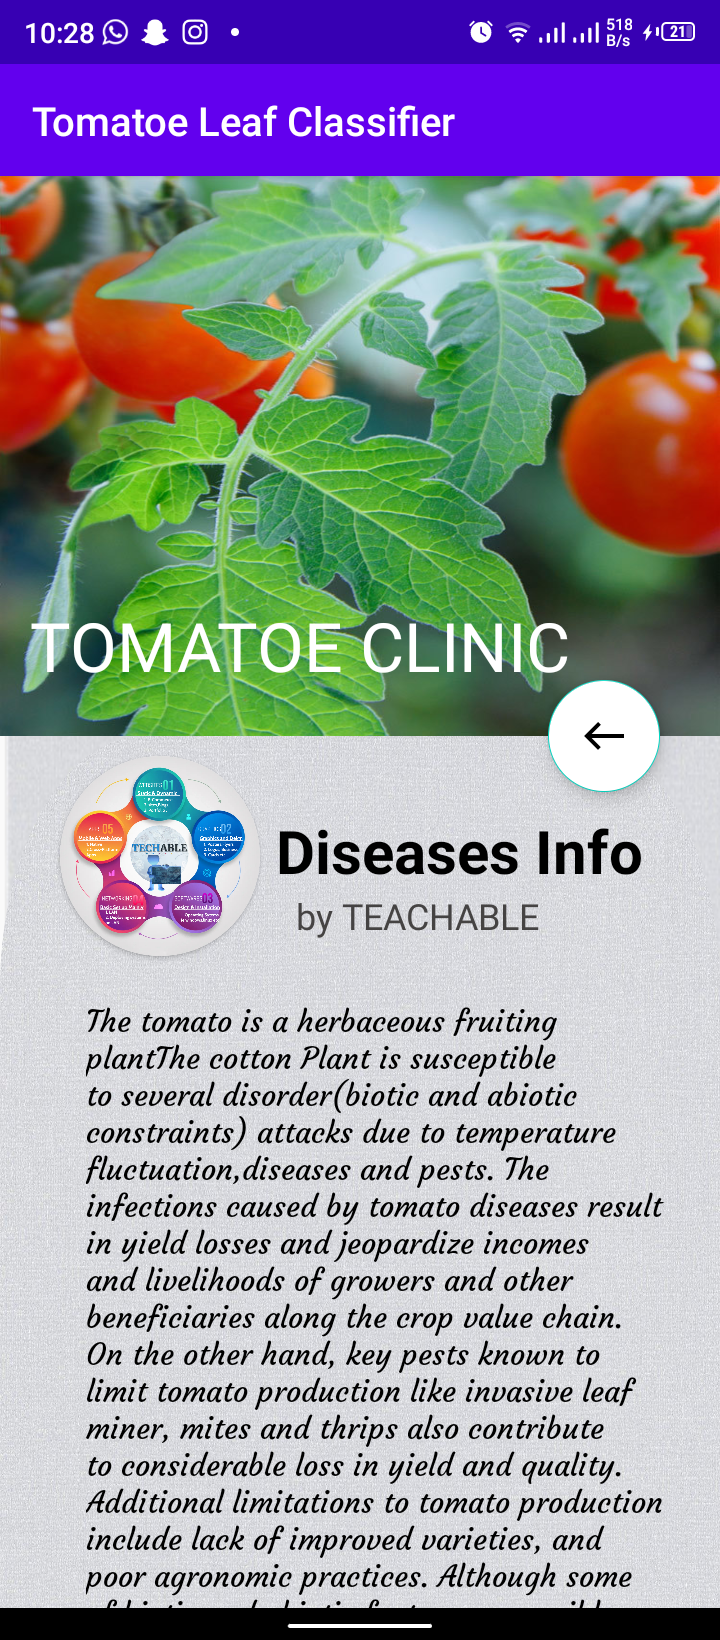 10:28
518
B/s
21
Tomatoe Leaf Classifier
TOMATOE CLINIC
TECHABLE
Diseases Info
by TEACHABLE
The tomato is a herbaceous fruiting
plantThe cotton Plant is susceptible
to several disorder(biotic and abiotic
constraints) attacks due to temperature
fluctuation,diseases and pests. The
infections caused by tomato diseases result
in yield losses and jeopardize incomes
and livelihoods of growers and other
beneficiaries along the crop value chain.
On the other hand, key pests known to
limit tomato production like invasive leaf
miner, mites and thrips also contribute
to considerable loss in yield and quality.
Additional limitations to tomato production
include lack of improved varieties, and
poor agronomic practices. Although some